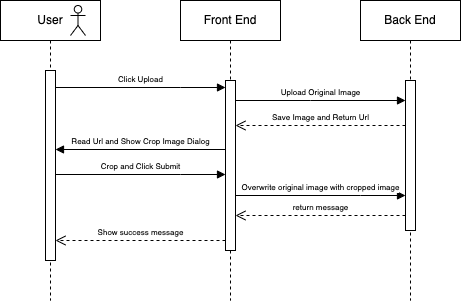 User
Front End
Back End
Click Upload
Upload Original Image
Save Image and Return Url
Read Url and Show Crop Image Dialog
Crop and Click Submit
Overwrite original image with cropped image
return message
Show success message